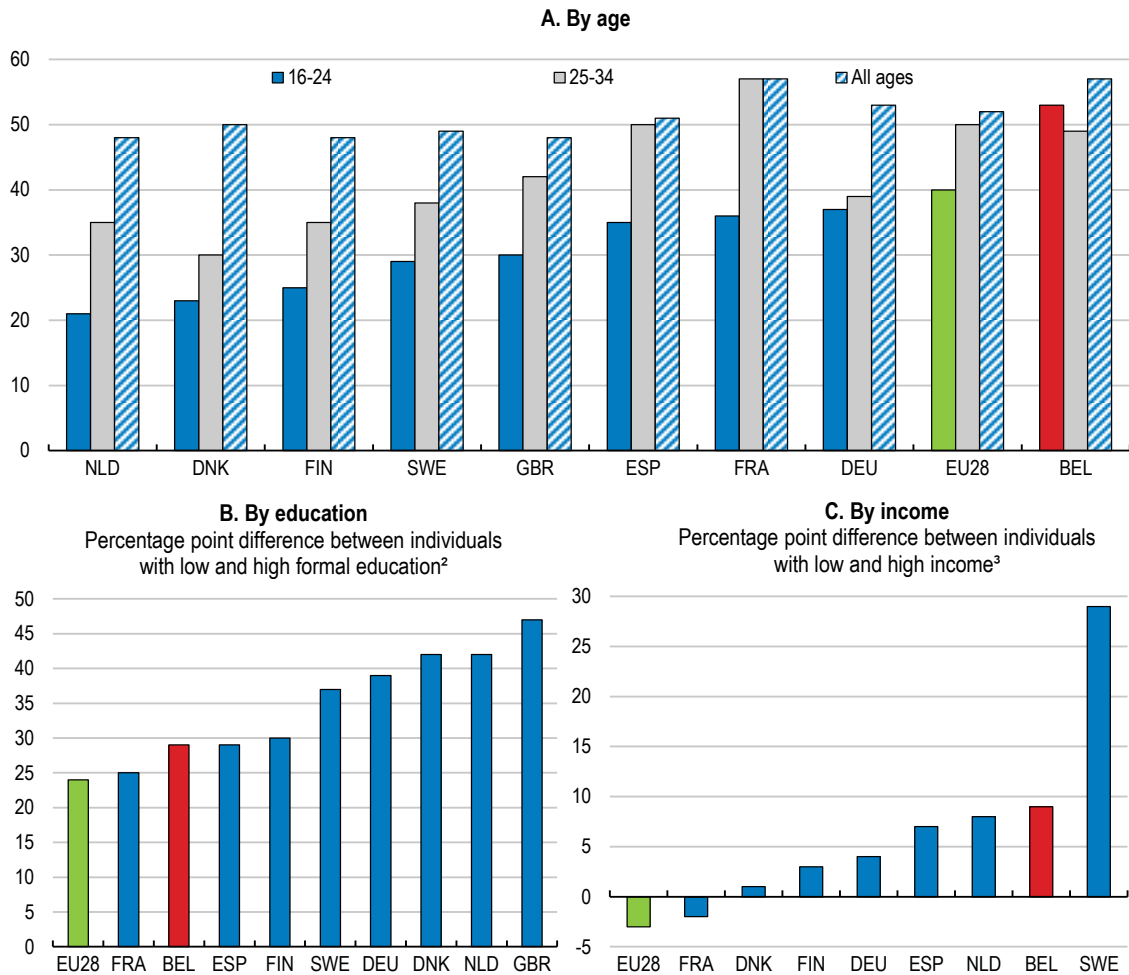 A. By age
16-24 25-34 All ages
60
50
40
30
20
10
0
NLD DNK FIN SWE GBR ESP FRA DEU EU28 BEL
B. By education
Percentage point difference between individuals
with low and high formal education²
50
45
40
35
30
25
20
15
10
5
0
EU28 FRA BEL ESP FIN SWE DEU DNK NLD GBR
C. By income
Percentage point difference between individuals
with low and high income³
30
25
20
15
10
5
0
-5
EU28 FRA DNK FIN DEU ESP NLD BEL SWE